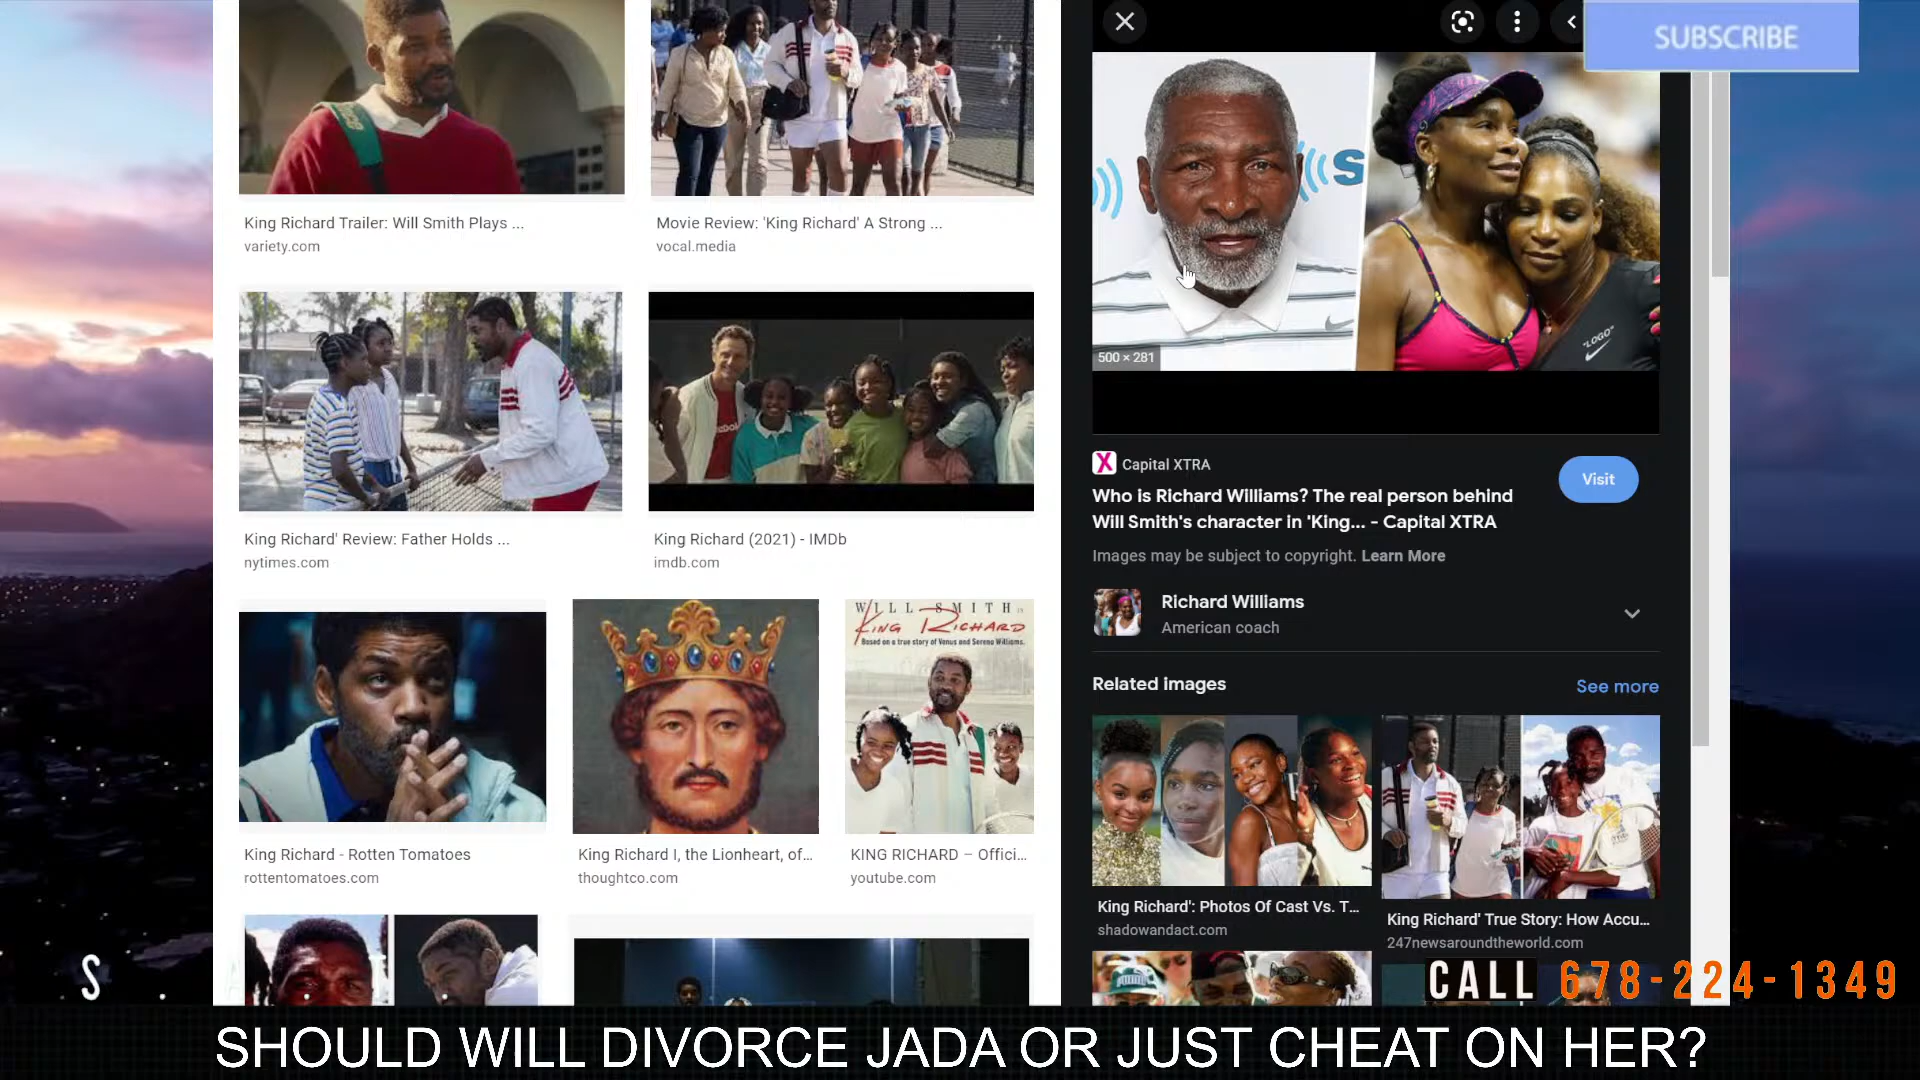 SUBSCRIBE
King Richard Trailer: Will Smith Plays ...
variety.com
Movie Review: 'King Richard' A Strong ...
vocal.media
King Richard' Review: Father Holds ...
nytimes.com
King Richard (2021) - IMDb
imdb.com
WILL SMITH IS
KING RICHARD
Based on a true story of Venus and Serena Williams.
King Richard - Rotten Tomatoes
rottentomatoes.com
King Richard I, the Lionheart, of...
thoughtco.com
KING RICHARD – Offici...
youtube.com
S
"LOGO"
500 × 281
X Capital XTRA
Who is Richard Williams? The real person behind
Will Smith's character in 'King... - Capital XTRA
Visit
Images may be subject to copyright. Learn More
Richard Williams
American coach
Related images
See more
King Richard': Photos Of Cast Vs. T...
shadowandact.com
King Richard' True Story: How Accu...
247newsaroundtheworld.com
S
CALL 678-224-1349
SHOULD WILL DIVORCE JADA OR JUST CHEAT ON HER?